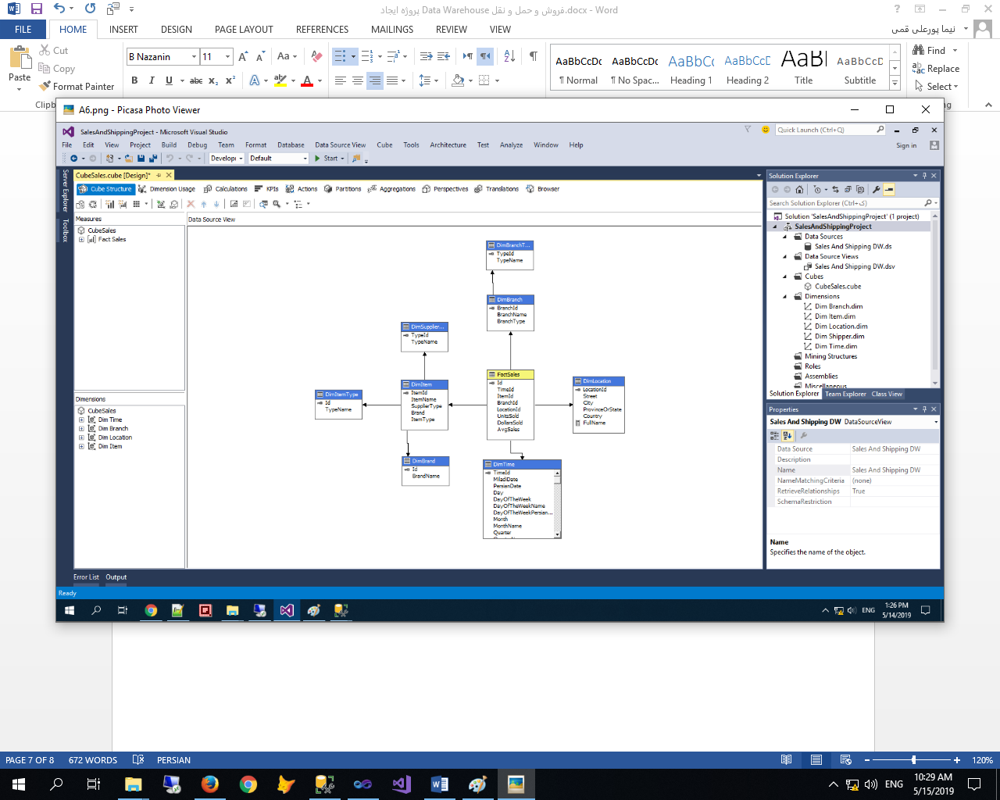 پروژه ایجاد Data Warehouse فروش و حمل و نقل.docx - Word
FILE HOME INSERT DESIGN PAGE LAYOUT REFERENCES MAILINGS REVIEW VIEW نیما پورعلی قمی
Paste
Cut
Copy
Format Painter
B Nazanin 11
AaBbCcDc AaBbCcDc AaBbCc AaBbCcC AaBl AaBbCcD
¶ Normal ¶ No Spac... Heading 1 Heading 2 Title Subtitle
Find
Replace
Select
A6.png - Picasa Photo Viewer
SalesAndShippingProject - Microsoft Visual Studio
Quick Launch (Ctrl+Q)
File Edit View Project Build Debug Team Format Database Data Source View Cube Tools Architecture Test Analyze Window Help
Sign in
Develop Default Start
Server Explorer
Toolbox
CubeSales.cube [Design]*
Cube Structure Dimension Usage Calculations KPIs Actions Partitions Aggregations Perspectives Translations Browser
Measures
CubeSales
Fact Sales
Dimensions
CubeSales
Dim Time
Dim Branch
Dim Location
Dim Item
Data Source View
DimBranchT...
TypeId
TypeName
DimBranch
BranchId
BranchName
BranchType
DimSupplier...
TypeId
TypeName
DimItemType
Id
TypeName
DimItem
ItemId
ItemName
SupplierType
Brand
ItemType
FactSales
Id
TimeId
ItemId
BranchId
LocationId
UnitsSold
DollarsSold
AvgSales
DimLocation
LocationId
Street
City
ProvinceOrState
Country
FullName
DimBrand
Id
BrandName
DimTime
TimeId
MiladiDate
PersianDate
Day
DayOfTheWeek
DayOfTheWeekName
DayOfTheWeekPersian...
Month
MonthName
Quarter
Solution Explorer
Search Solution Explorer (Ctrl+ک)
Solution 'SalesAndShippingProject' (1 project)
SalesAndShippingProject
Data Sources
Sales And Shipping DW.ds
Data Source Views
Sales And Shipping DW.dsv
Cubes
CubeSales.cube
Dimensions
Dim Branch.dim
Dim Item.dim
Dim Location.dim
Dim Shipper.dim
Dim Time.dim
Mining Structures
Roles
Assemblies
Miscellaneous
Solution Explorer Team Explorer Class View
Properties
Sales And Shipping DW DataSourceView
Data Source Sales And Shipping DW
Description
Name Sales And Shipping DW
NameMatchingCriteria (none)
RetrieveRelationships True
SchemaRestriction
Name
Specifies the name of the object.
Error List Output
Ready
ENG
1:26 PM
5/14/2019
PAGE 7 OF 8 672 WORDS PERSIAN 120%
ENG
10:29 AM
5/15/2019